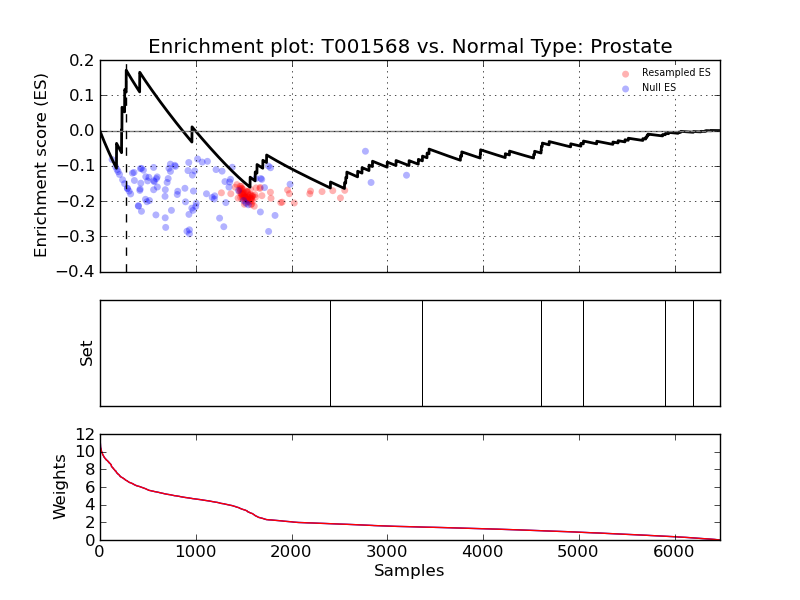 Enrichment plot: T001568 vs. Normal Type: Prostate
Enrichment score (ES)
0.2
0.1
0.0
−0.1
−0.2
−0.3
−0.4
Resampled ES
Null ES
Set
Weights
12
10
8
6
4
2
0
0 1000 2000 3000 4000 5000 6000
Samples